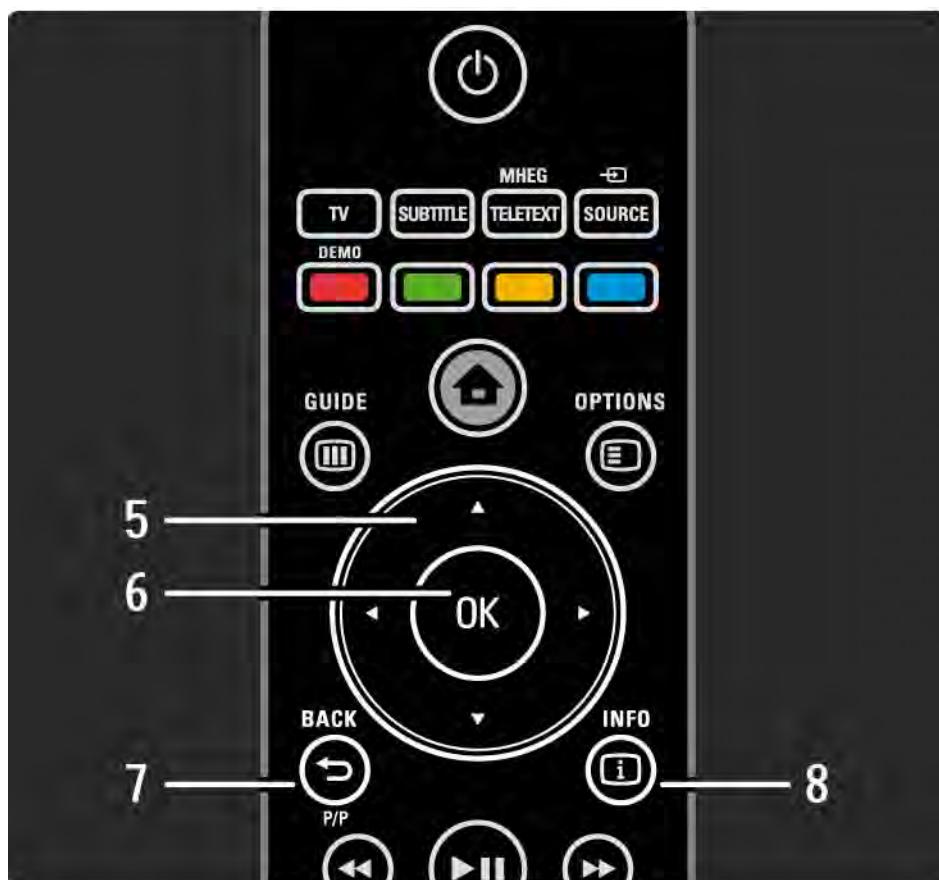 MHEG
TV SUBTITLE TELETEXT SOURCE
DEMO
GUIDE OPTIONS
5
6 OK
BACK INFO
7 i 8
P/P